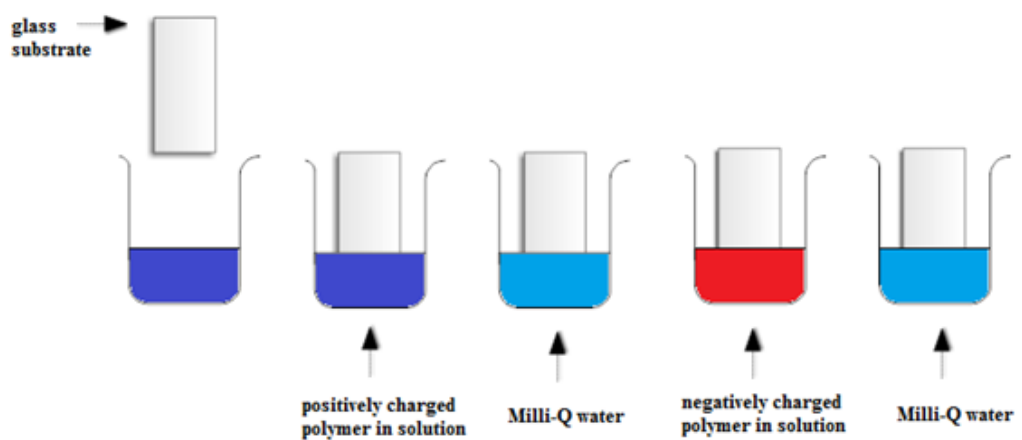 glass
substrate
positively charged
polymer in solution
Milli-Q water
negatively charged
polymer in solution
Milli-Q water